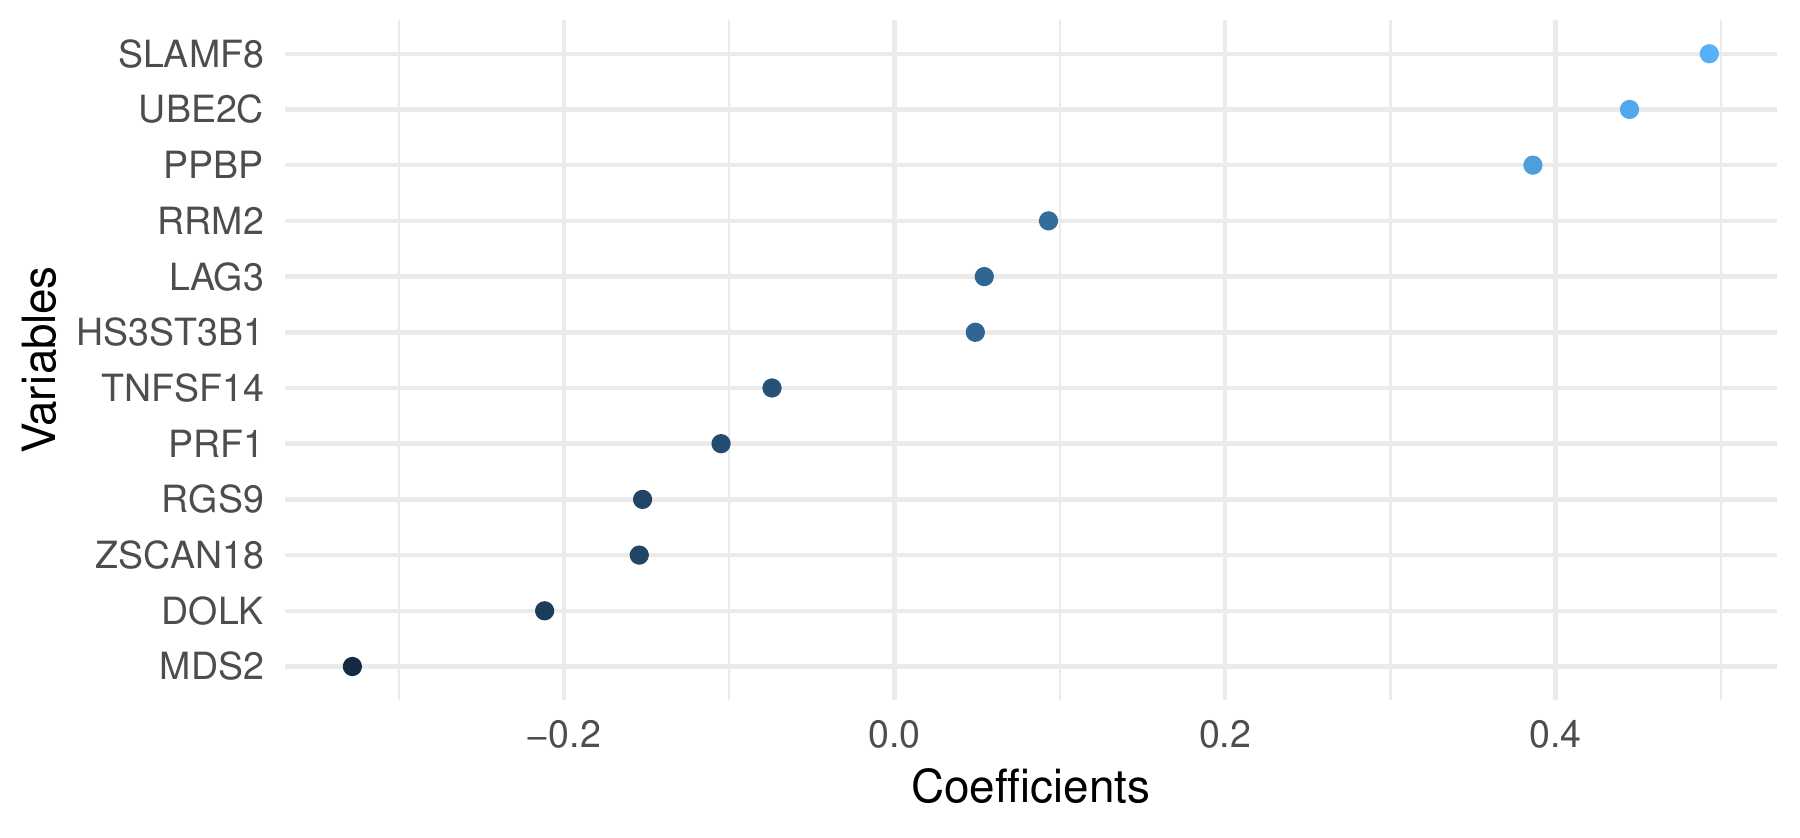 SLAMF8
UBE2C
PPBP
RRM2
LAG3
HS3ST3B1
TNFSF14
PRF1
RGS9
ZSCAN18
DOLK
MDS2
Variables
−0.2 0.0 0.2 0.4
Coefficients